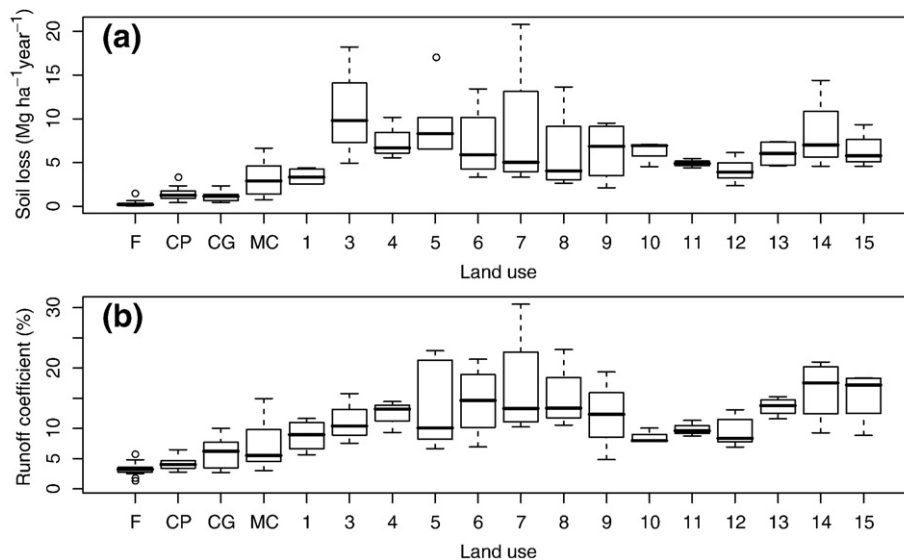 (a)
Soil loss (Mg ha⁻¹year⁻¹)
20
15
10
5
0
F CP CG MC 1 3 4 5 6 7 8 9 10 11 12 13 14 15
Land use
(b)
Runoff coefficient (%)
30
20
10
5
0
F CP CG MC 1 3 4 5 6 7 8 9 10 11 12 13 14 15
Land use